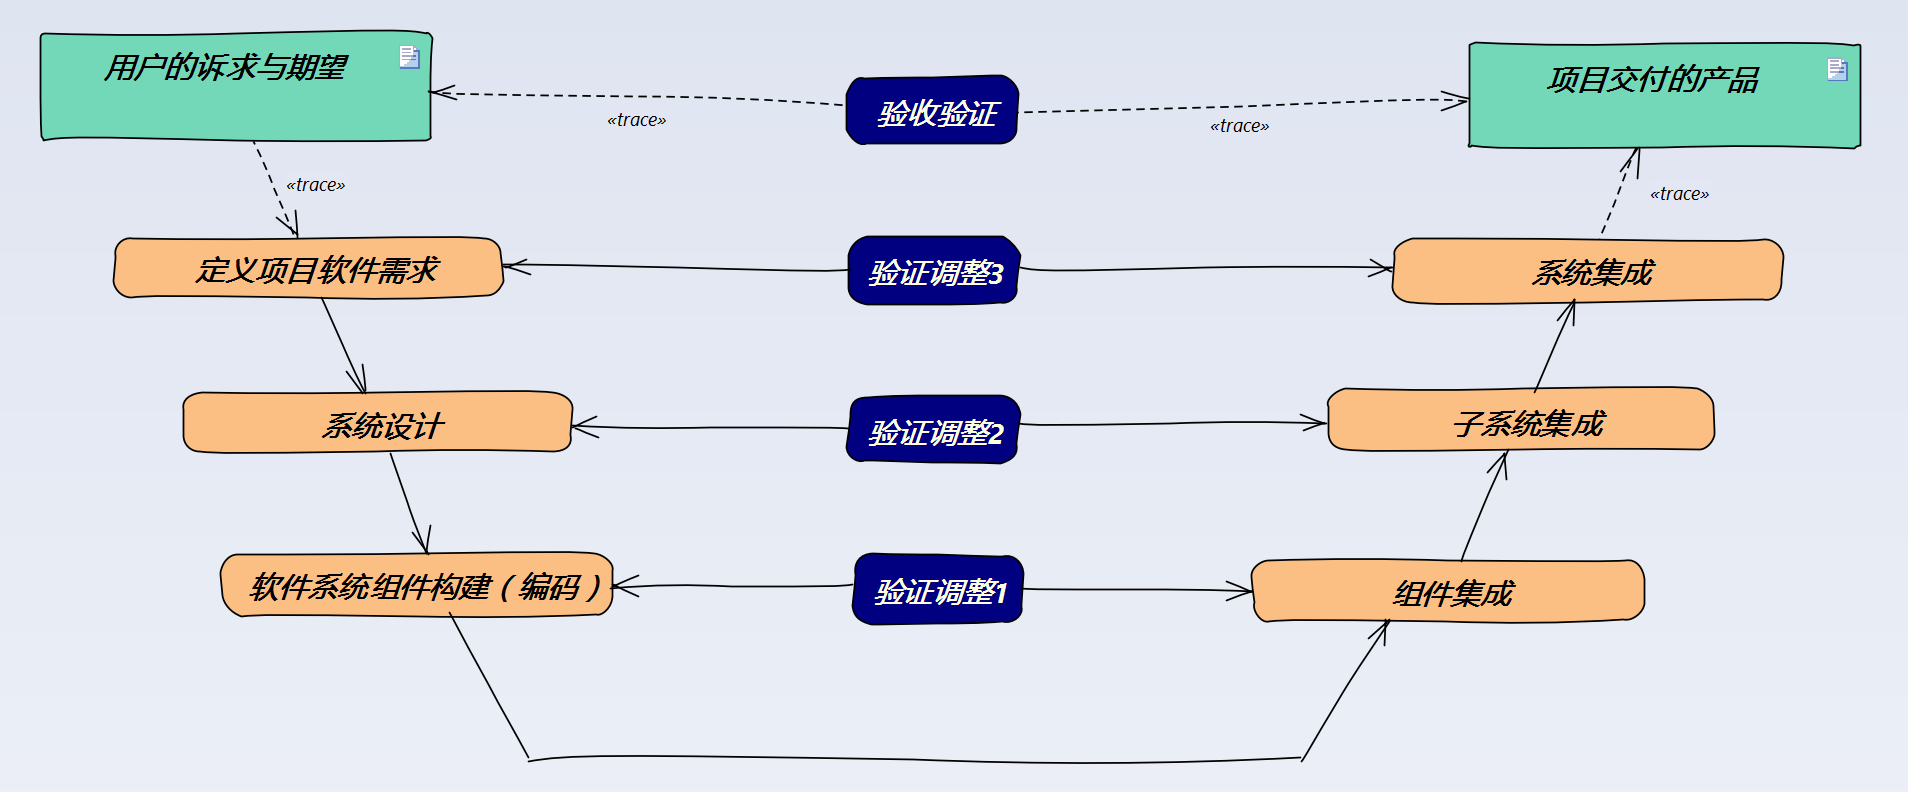 用户的诉求与期望
项目交付的产品
验收验证
«trace»
«trace»
«trace»
«trace»
定义项目软件需求
验证调整3
系统集成
系统设计
验证调整2
子系统集成
软件系统组件构建（编码）
验证调整1
组件集成